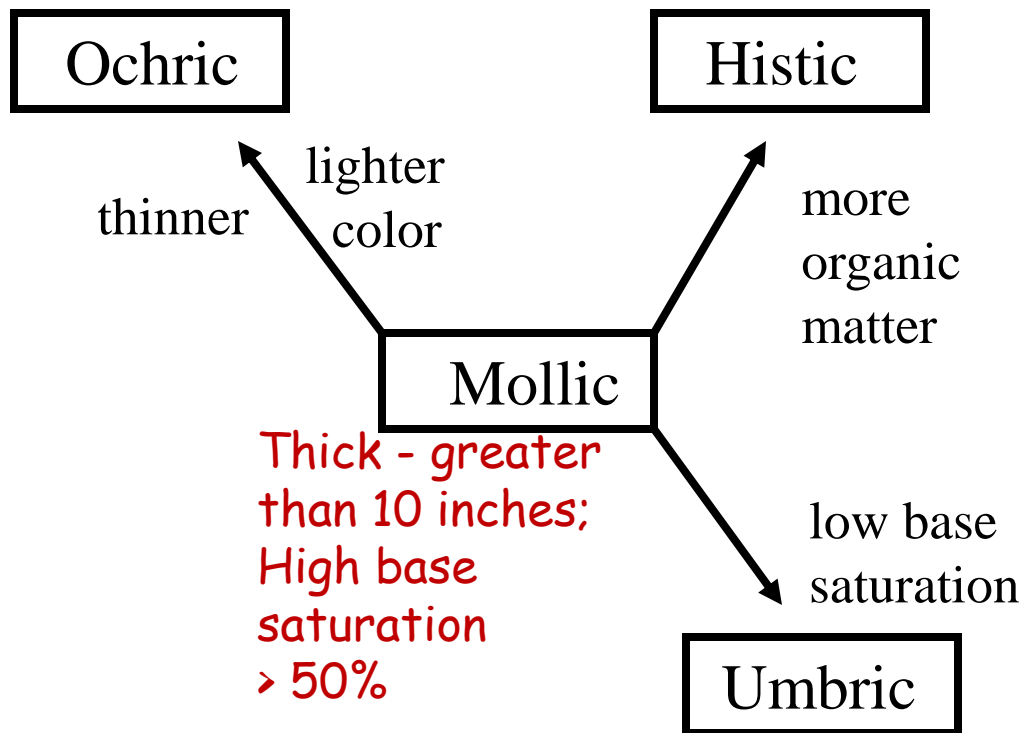 Ochric
Histic
lighter
color
thinner
more
organic
matter
Mollic
Thick - greater
than 10 inches;
High base
saturation
> 50%
low base
saturation
Umbric